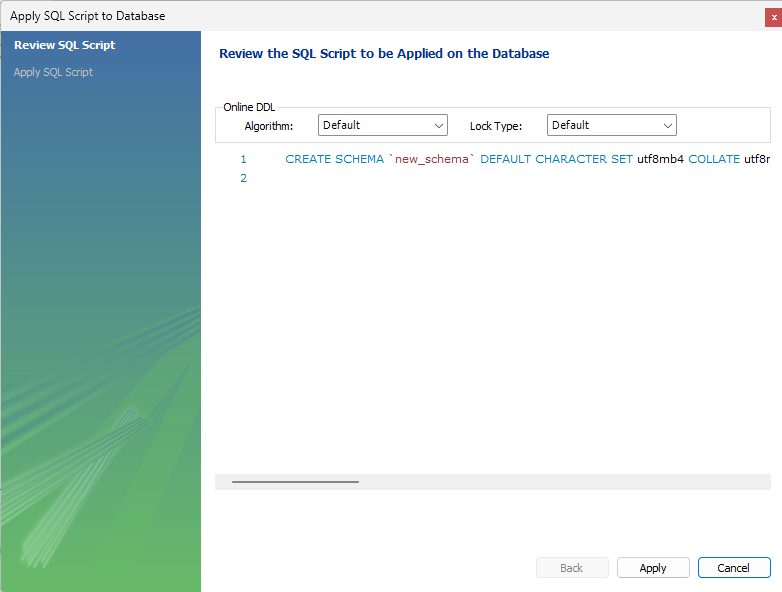 Apply SQL Script to Database
x
Review SQL Script
Apply SQL Script
Review the SQL Script to be Applied on the Database
Online DDL
Algorithm: Default Lock Type: Default
1 CREATE SCHEMA `new_schema` DEFAULT CHARACTER SET utf8mb4 COLLATE
2
Back Apply Cancel